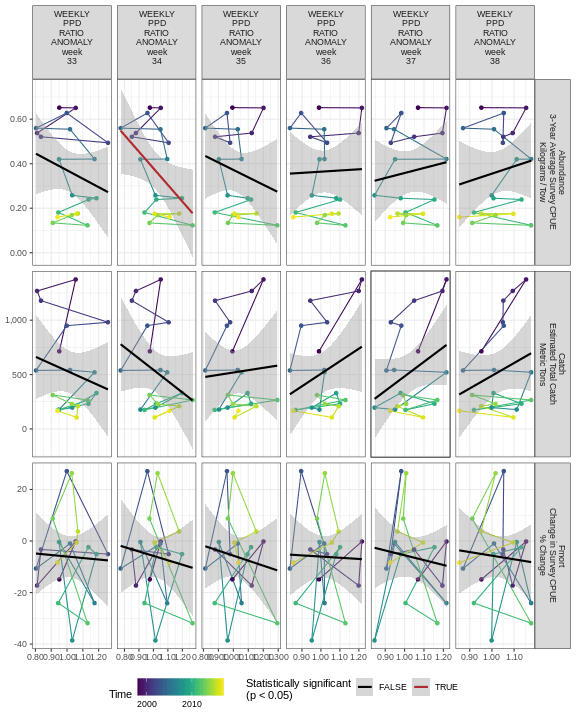 WEEKLY
PPD
RATIO
ANOMALY
week
33
WEEKLY
PPD
RATIO
ANOMALY
week
34
WEEKLY
PPD
RATIO
ANOMALY
week
35
WEEKLY
PPD
RATIO
ANOMALY
week
36
WEEKLY
PPD
RATIO
ANOMALY
week
37
WEEKLY
PPD
RATIO
ANOMALY
week
38
0.60
0.40
0.20
0.00
Abundance
3-Year Average Survey CPUE
Kilograms / Tow
1,000
500
0
Catch
Estimated Total Catch
Metric Tons
20
0
-20
-40
Fmort
Change in Survey CPUE
% Change
0.80 0.90 1.00 1.10 1.20
0.80 0.90 1.00 1.10 1.20
0.80 0.90 1.00 1.10 1.20 1.30
0.90 1.00 1.10 1.20
0.90 1.00 1.10 1.20
0.90 1.00 1.10
Time
2000 2010
Statistically significant
(p < 0.05)
FALSE
TRUE